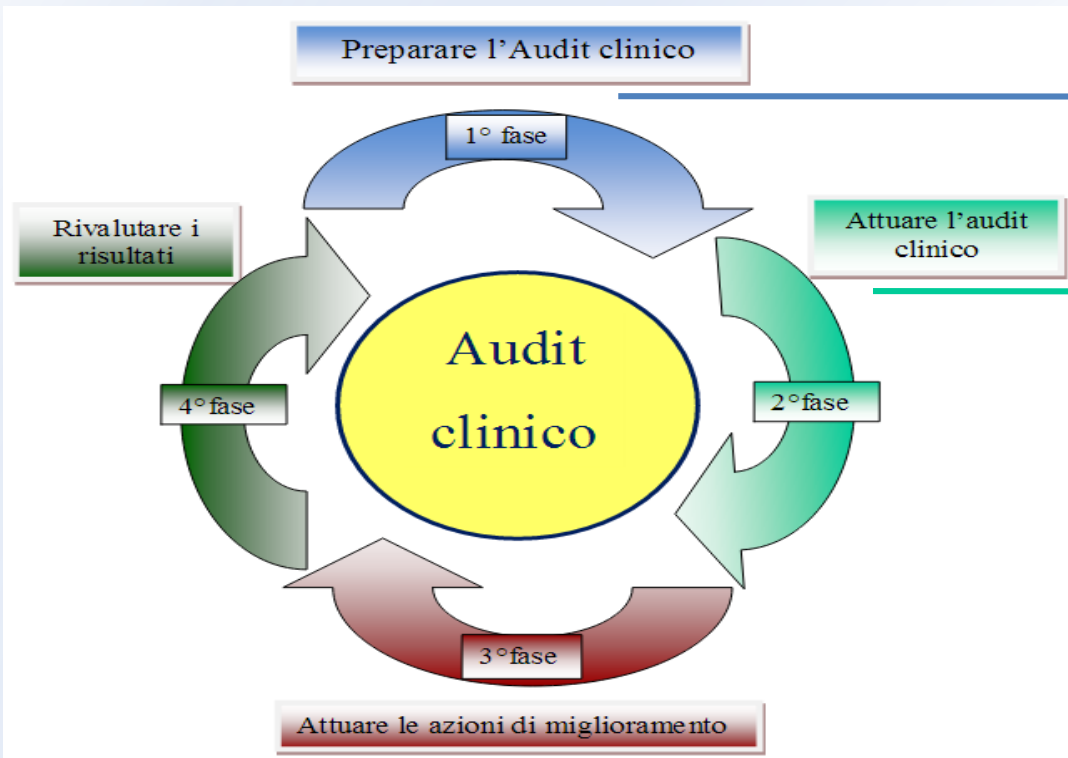 Preparare l'Audit clinico
1° fase
Rivalutare i
risultati
Attuare l'audit
clinico
Audit
clinico
4°fase
2°fase
3°fase
Attuare le azioni di miglioramento